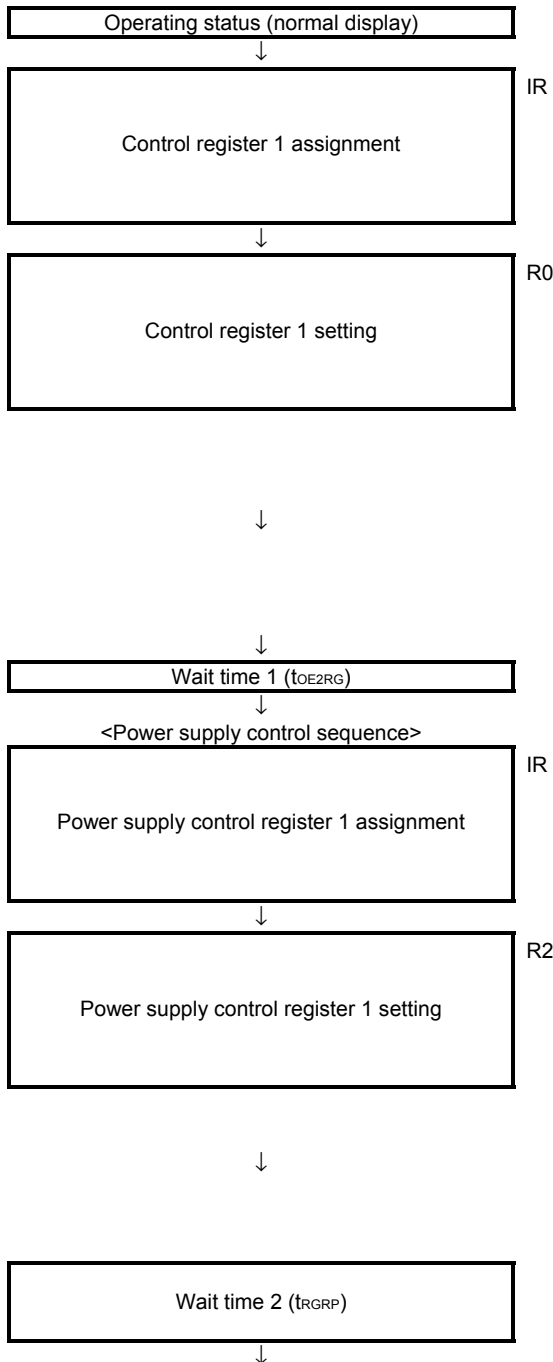 Operating status (normal display)
↓
IR
Control register 1 assignment
↓
R0
Control register 1 setting
↓
↓
Wait time 1 (tOE2RG)
↓
<Power supply control sequence>
IR
Power supply control register 1 assignment
↓
R2
Power supply control register 1 setting
↓
Wait time 2 (tRGRP)
↓